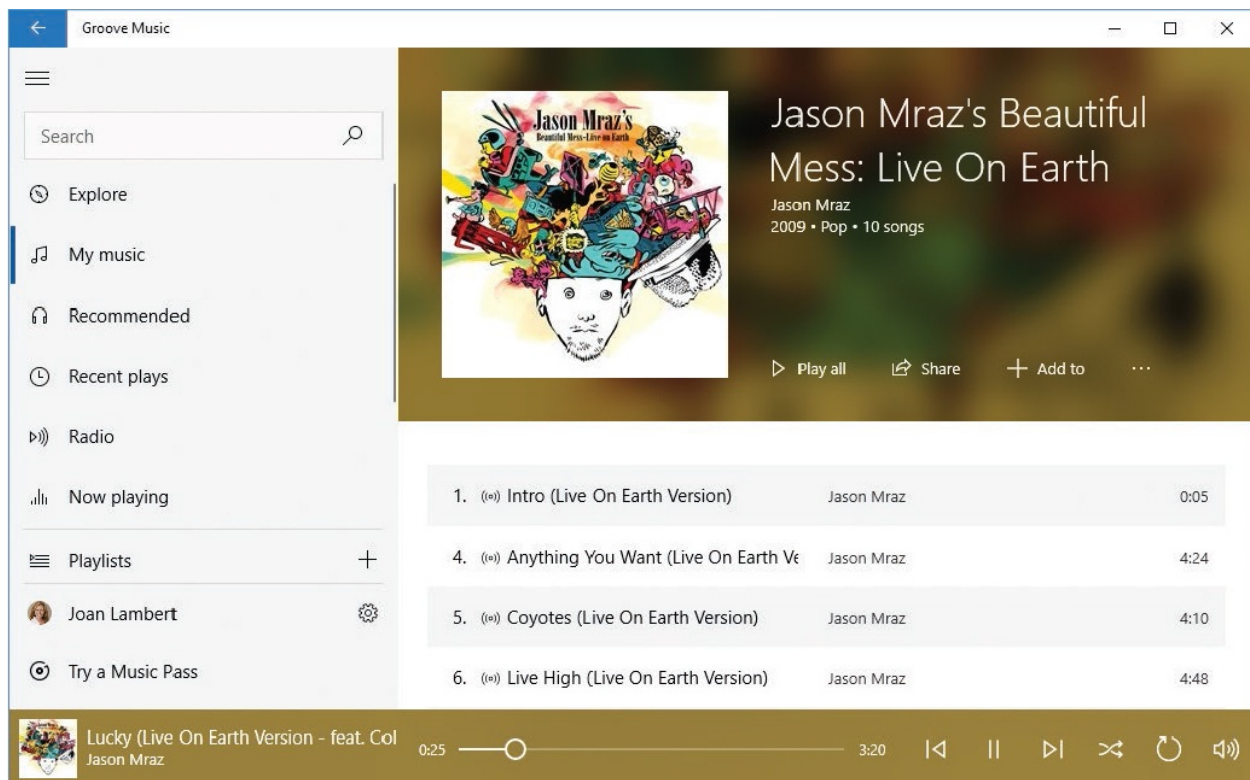 Groove Music
Search
Explore
My music
Recommended
Recent plays
Radio
Now playing
Playlists
Joan Lambert
Try a Music Pass
Jason Mraz's
Beautiful Mess-Live on Earth
Jason Mraz's Beautiful
Mess: Live On Earth
Jason Mraz
2009 • Pop • 10 songs
Play all Share Add to
1. Intro (Live On Earth Version) Jason Mraz 0:05
4. Anything You Want (Live On Earth Ve Jason Mraz 4:24
5. Coyotes (Live On Earth Version) Jason Mraz 4:10
6. Live High (Live On Earth Version) Jason Mraz 4:48
Lucky (Live On Earth Version - feat. Col
Jason Mraz
0:25 3:20